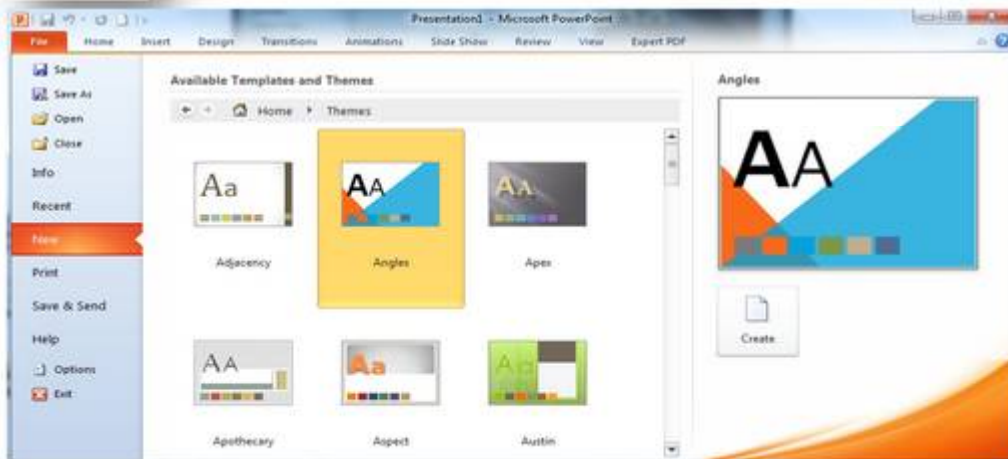 Presentation1 - Microsoft PowerPoint
File Home Insert Design Transitions Animations Slide Show Review View Expert PDF
Save
Save As
Open
Close
Info
Recent
New
Print
Save & Send
Help
Options
Exit
Available Templates and Themes
Home Themes
Aa
AA
AA
Adjacency Angles Apex
AA
Aa
Aa
Apothecary Aspect Austin
Angles
AA
Create